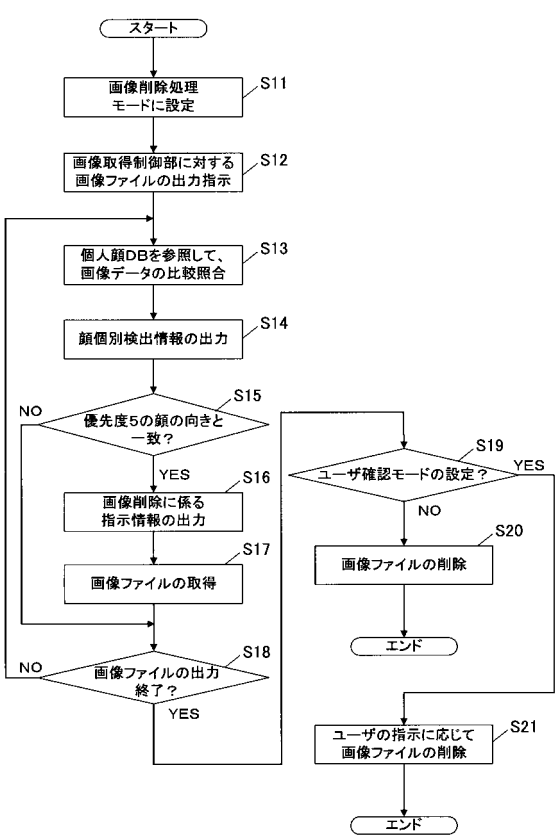 スタート
画像削除処理
モードに設定
S11
画像取得制御部に対する
画像ファイルの出力指示
S12
個人顔DBを参照して、
画像データの比較照合
S13
顔個別検出情報の出力
S14
優先度5の顔の向きと
一致?
S15
NO
YES
画像削除に係る
指示情報の出力
S16
画像ファイルの取得
S17
画像ファイルの出力
終了?
S18
NO
YES
ユーザ確認モードの設定?
S19
YES
NO
画像ファイルの削除
S20
エンド
ユーザの指示に応じて
画像ファイルの削除
S21
エンド